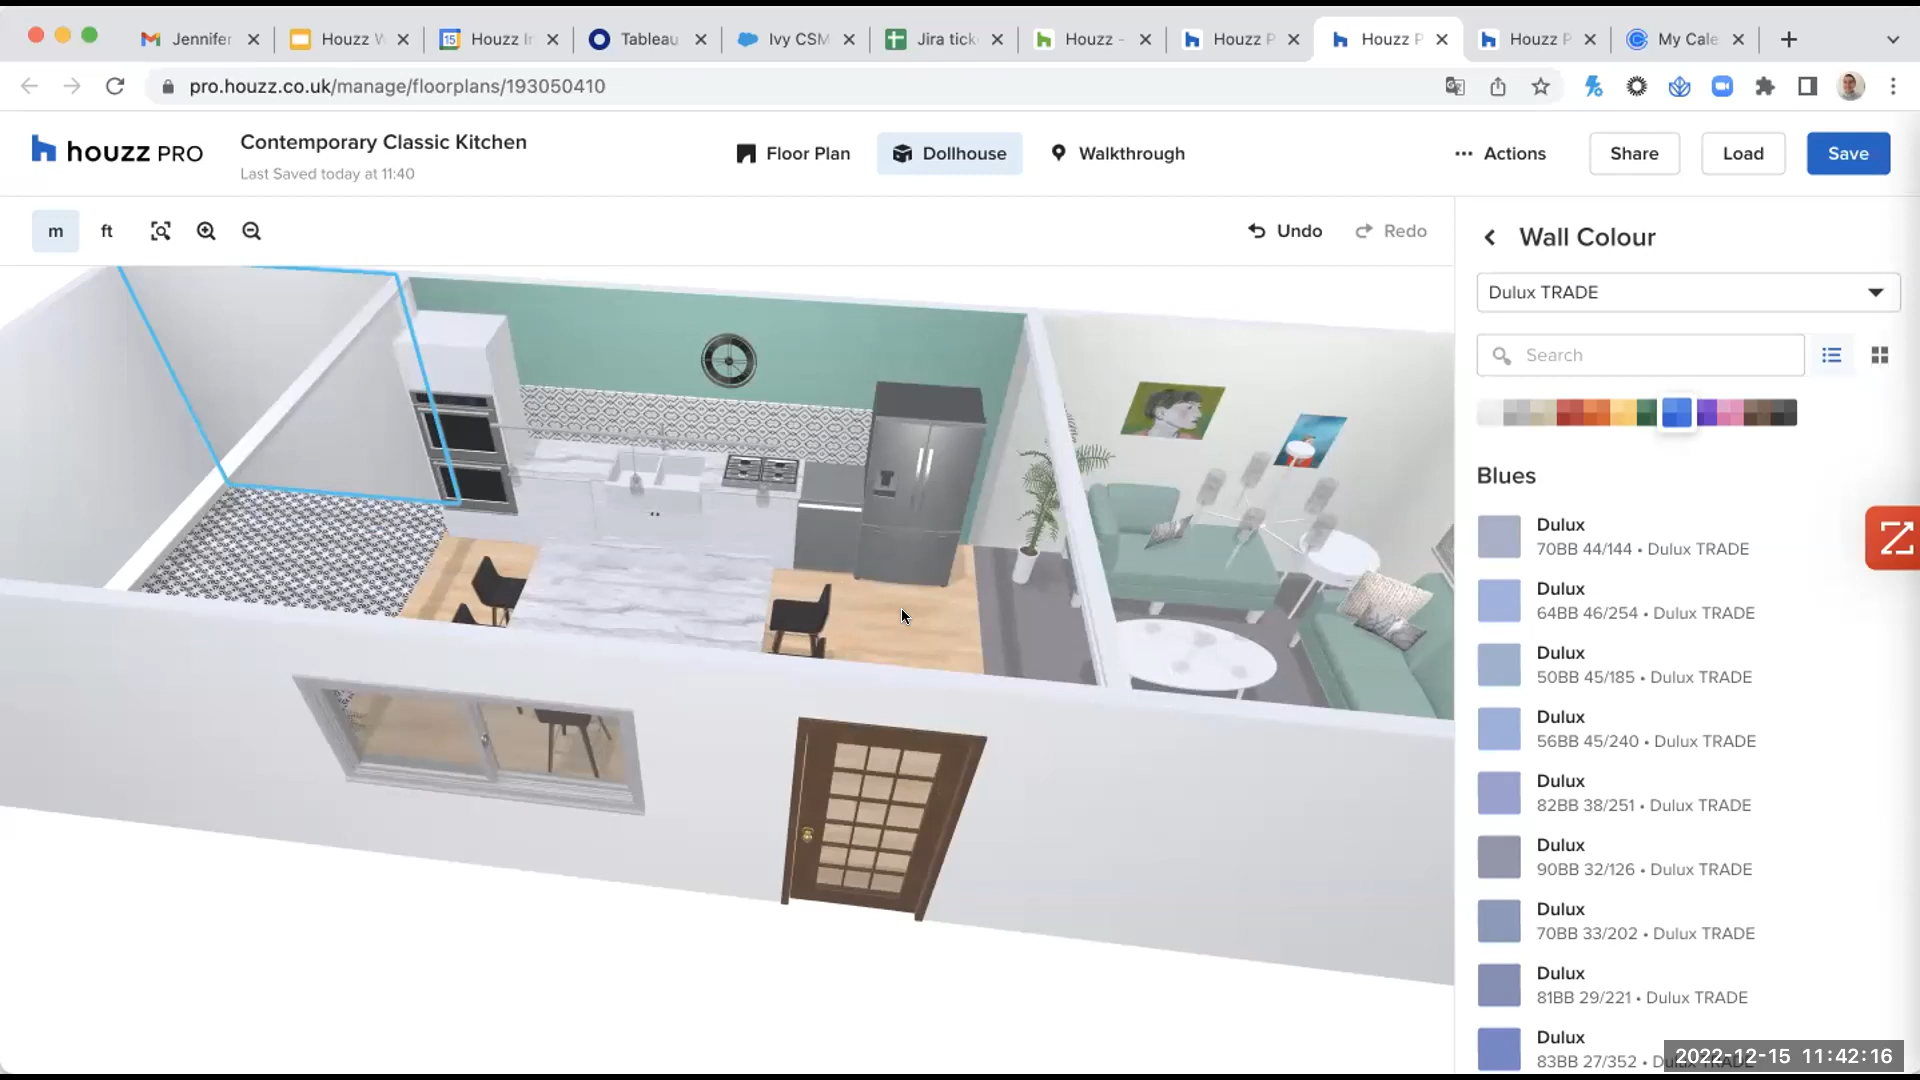 Jennifer
Houzz W
15
Houzz In
Tableau
Ivy CSM
Jira tick
Houzz -
Houzz P
Houzz P
Houzz P
My Cale
pro.houzz.co.uk/manage/floorplans/193050410
houzz PRO
Contemporary Classic Kitchen
Last Saved today at 11:40
Floor Plan
Dollhouse
Walkthrough
Actions
Share
Load
Save
m
ft
Undo
Redo
Wall Colour
Dulux TRADE
Search
Blues
Dulux
70BB 44/144 • Dulux TRADE
Dulux
64BB 46/254 • Dulux TRADE
Dulux
50BB 45/185 • Dulux TRADE
Dulux
56BB 45/240 • Dulux TRADE
Dulux
82BB 38/251 • Dulux TRADE
Dulux
90BB 32/126 • Dulux TRADE
Dulux
70BB 33/202 • Dulux TRADE
Dulux
81BB 29/221 • Dulux TRADE
Dulux
83BB 27/352 •
2022-12-15 11:42:16